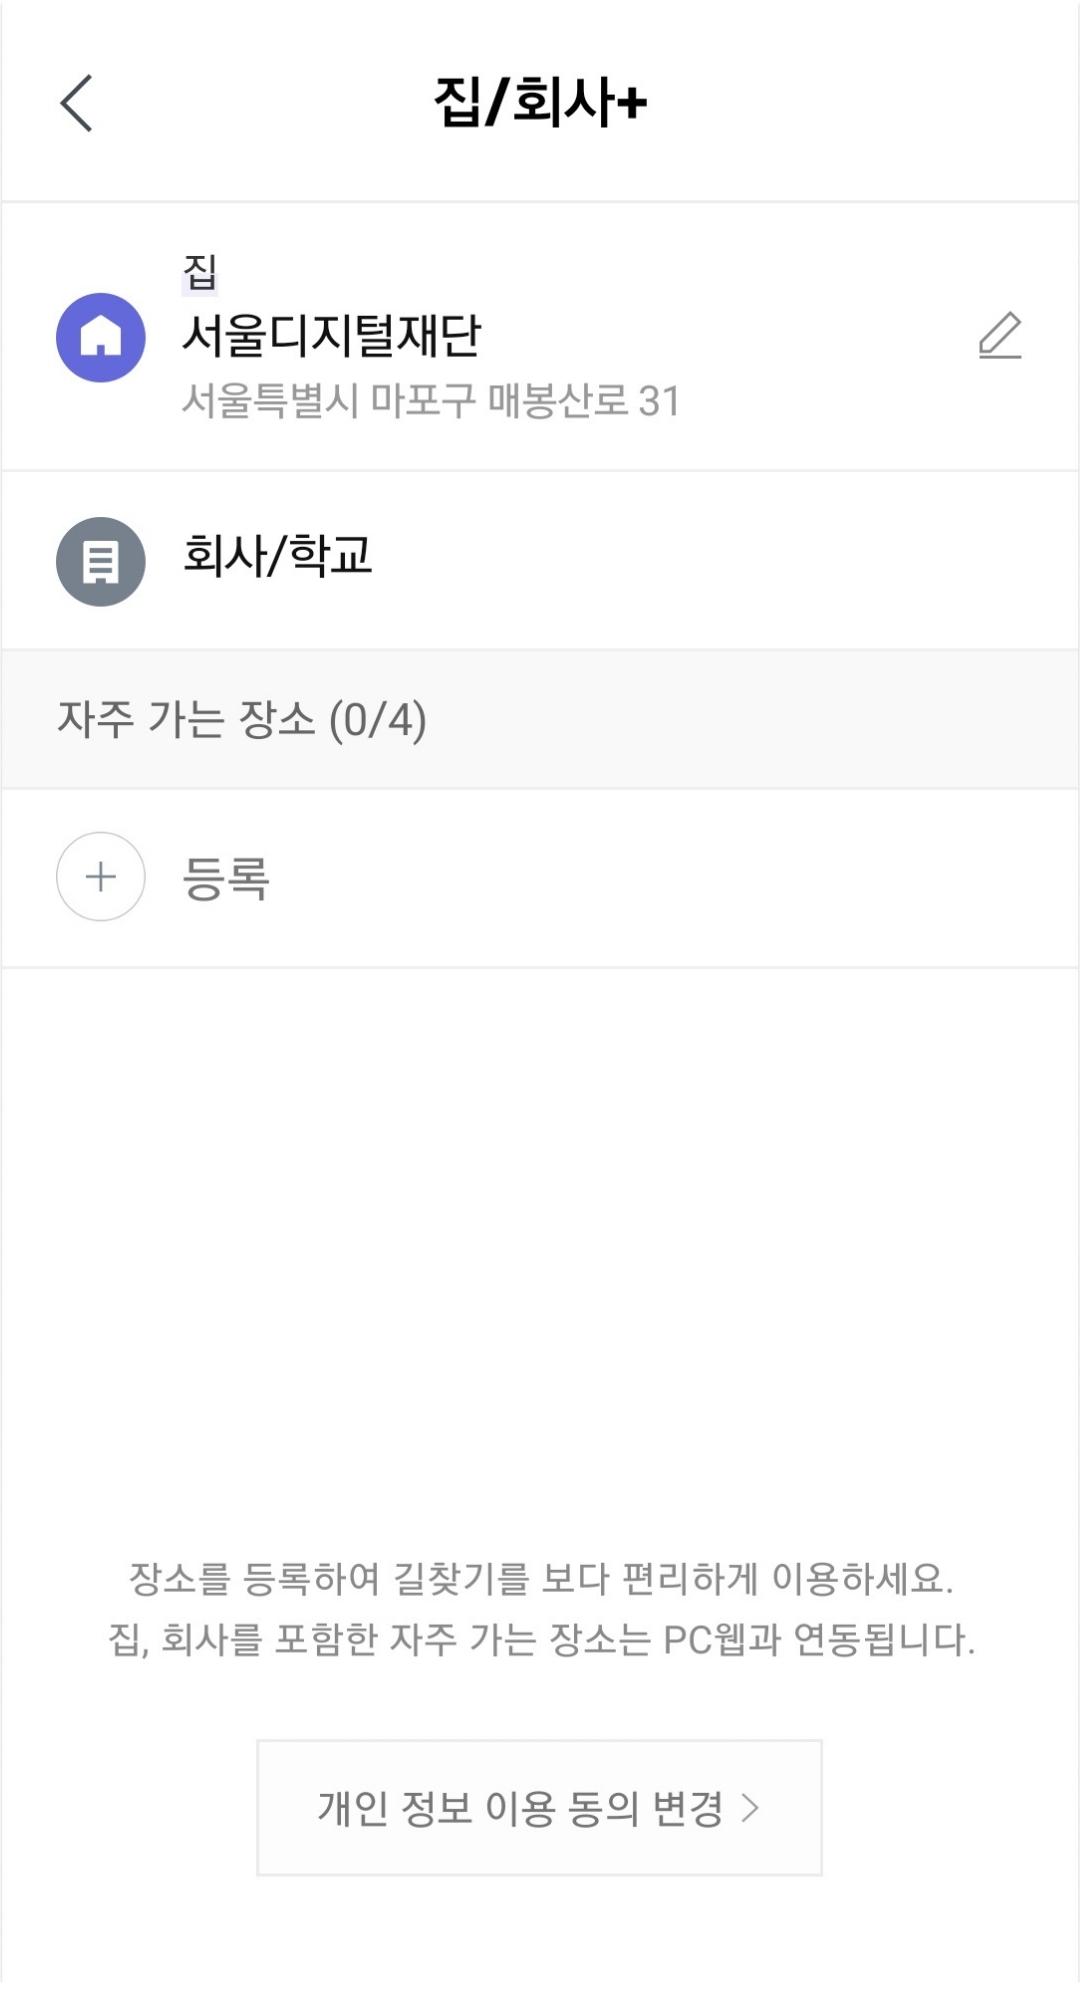 집/회사+
집
서울디지털재단
서울특별시 마포구 매봉산로 31
회사/학교
자주 가는 장소 (0/4)
등록
장소를 등록하여 길찾기를 보다 편리하게 이용하세요.
집, 회사를 포함한 자주 가는 장소는 PC웹과 연동됩니다.
개인 정보 이용 동의 변경